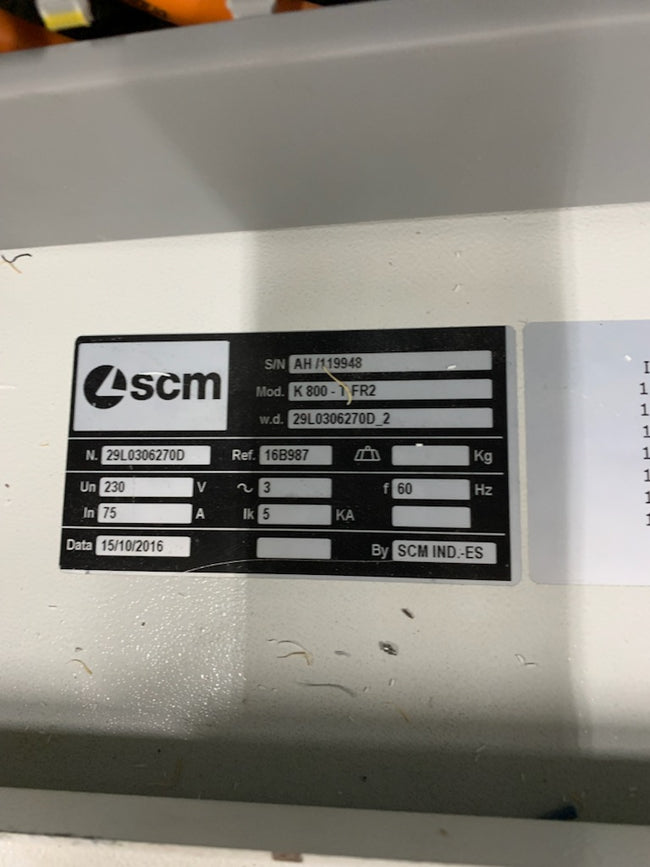 scm
S/N AH /119948
Mod. K 800 - T FR2
w.d. 29L0306270D_2
N. 29L0306270D Ref. 16B987 Kg
Un 230 V ~ 3 f 60 Hz
In 75 A Ik 5 KA
Data 15/10/2016 By SCM IND.-ES